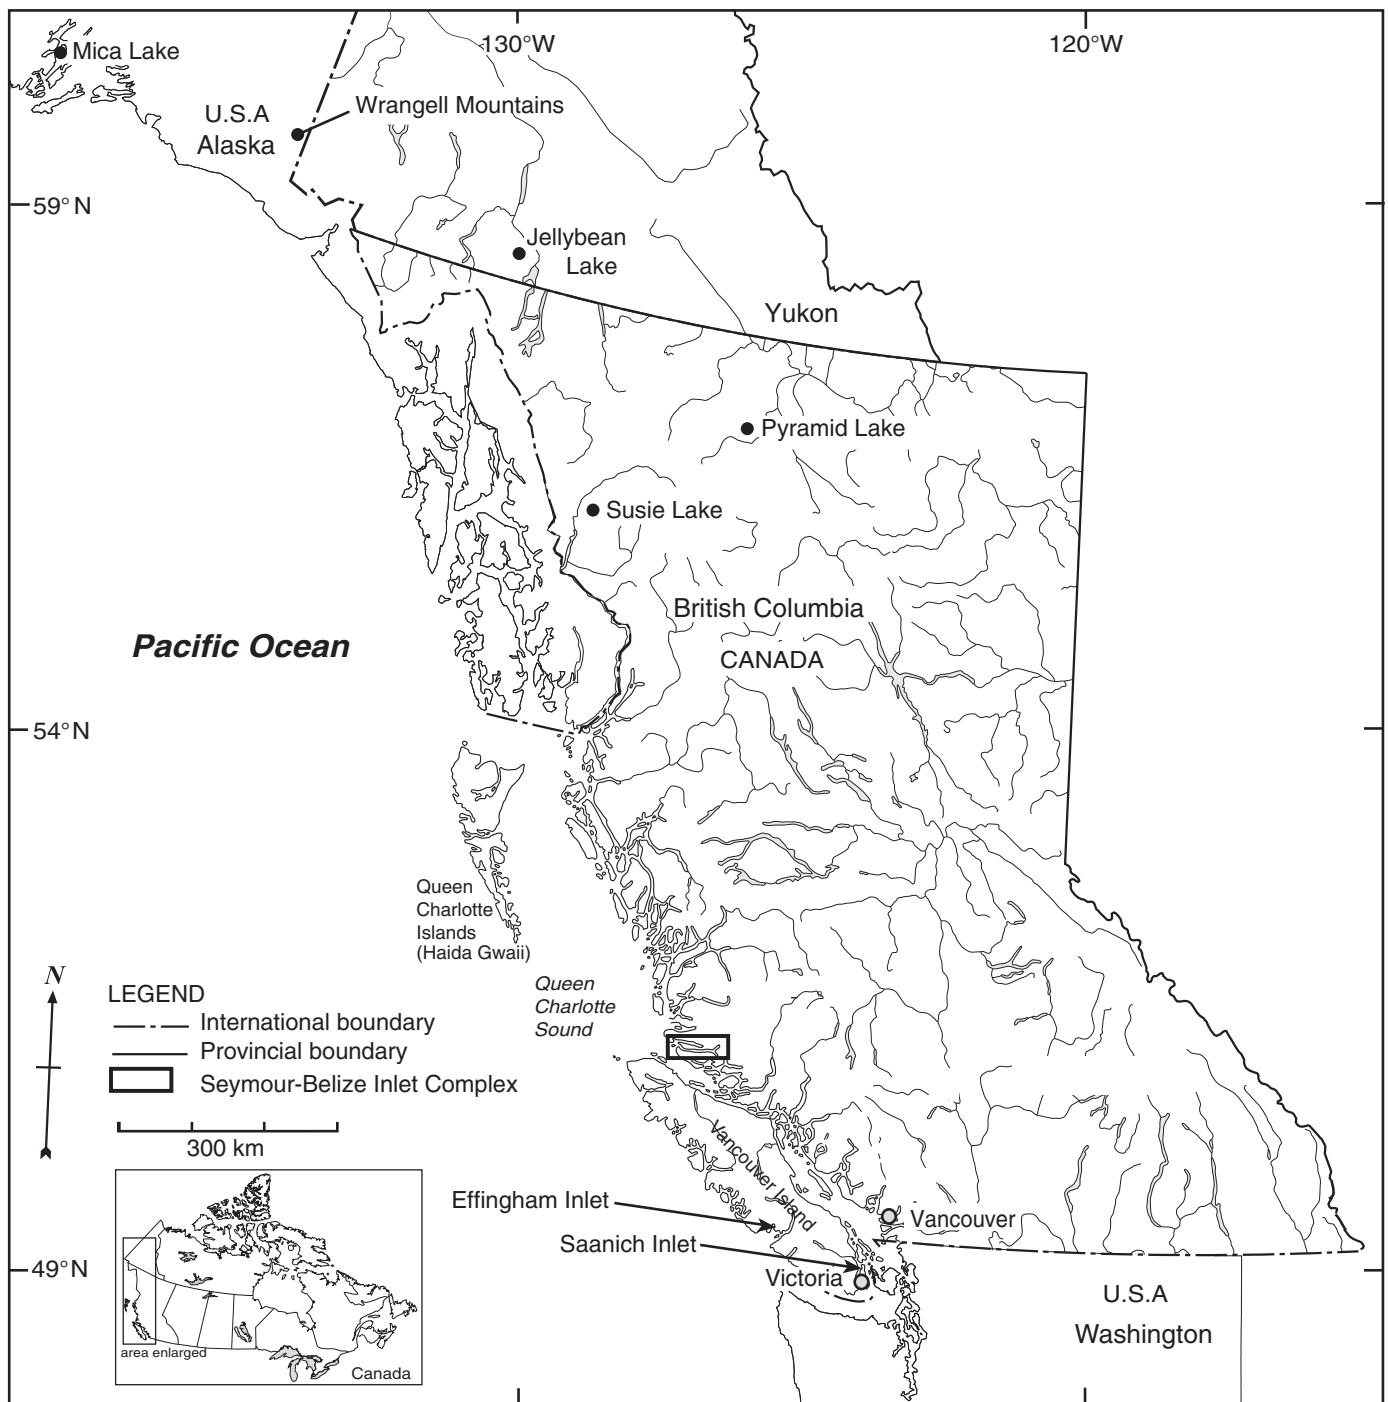 130°W
120°W
Mica Lake
Wrangell Mountains
U.S.A
Alaska
59°N
Jellybean
Lake
Yukon
Pyramid Lake
Susie Lake
British Columbia
Pacific Ocean
CANADA
54°N
Queen
Charlotte
Islands
(Haida Gwaii)
Queen
Charlotte
Sound
N
LEGEND
International boundary
Provincial boundary
Seymour-Belize Inlet Complex
300 km
Vancouver Island
Effingham Inlet
Vancouver
Saanich Inlet
Victoria
49°N
U.S.A
Washington
area enlarged
Canada